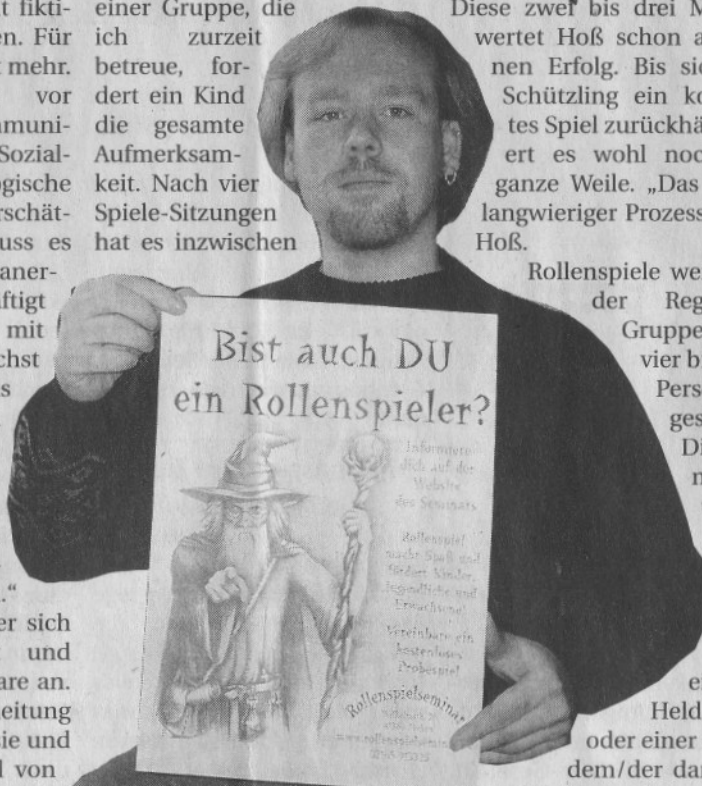 t fikti-
en. Für
mehr.
vor
mmuni-
Sozial-
gische
rschät-
uss es
aner-
iftigt
mit
chst
s
.“
er sich
und
are an.
eitung
ie und
l von
einer Gruppe, die
ich zurzeit
betreue, for-
dert ein Kind
die gesamte
Aufmerksam-
keit. Nach vier
Spiele-Sitzungen
hat es inzwischen
Bist auch DU
ein Rollenspieler?
Informiere
dich auf der
Website
des Seminars
Rollenspiel
macht Spaß und
fördert Kinder,
Jugendliche und
Erwachsene!
Vereinbare ein
kostenloses
Probespiel
Rollenspielseminar
Diese zwei bis drei M
wertet Hoß schon a
nen Erfolg. Bis sie
Schützling ein ko
tes Spiel zurückhä
ert es wohl noc
ganze Weile. „Das
langwieriger Prozess
Hoß.
Rollenspiele we
der Reg
Gruppe
vier b
Pers
ges
Di
n
e
Held
oder einer
dem/der da